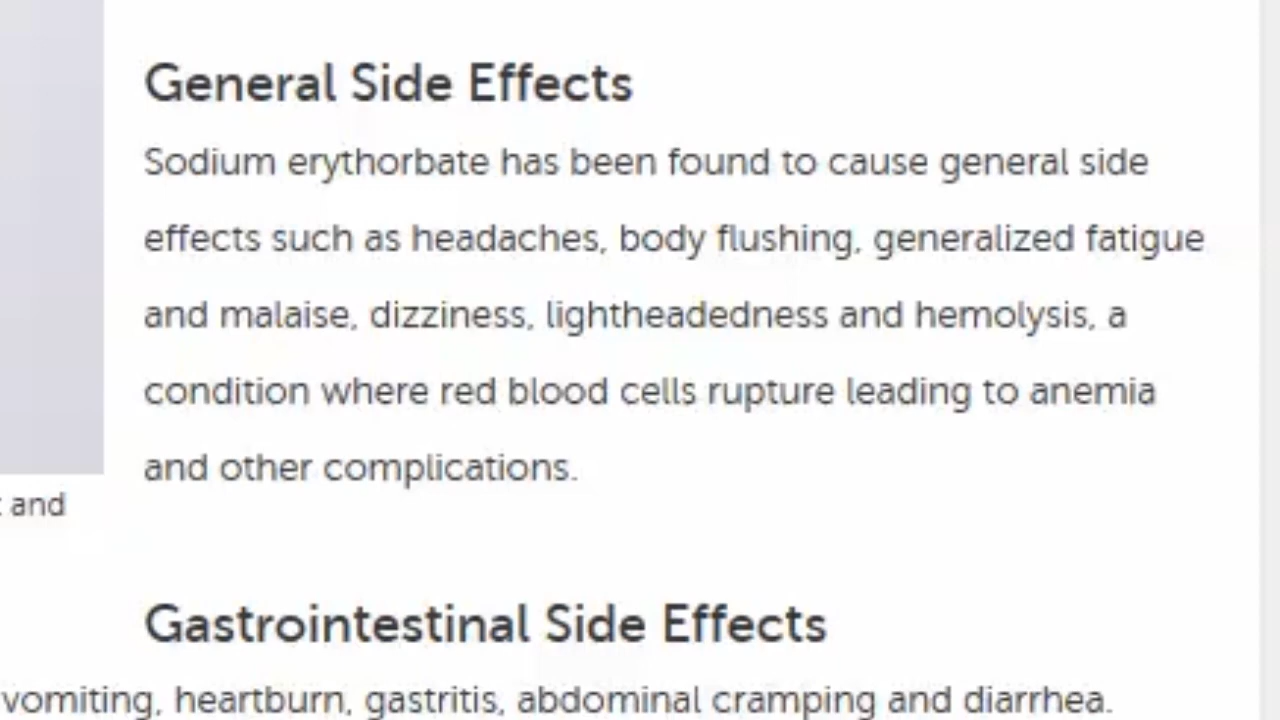 General Side Effects
Sodium erythorbate has been found to cause general side
effects such as headaches, body flushing, generalized fatigue
and malaise, dizziness, lightheadedness and hemolysis, a
condition where red blood cells rupture leading to anemia
and other complications.
and
Gastrointestinal Side Effects
vomiting, heartburn, gastritis, abdominal cramping and diarrhea.